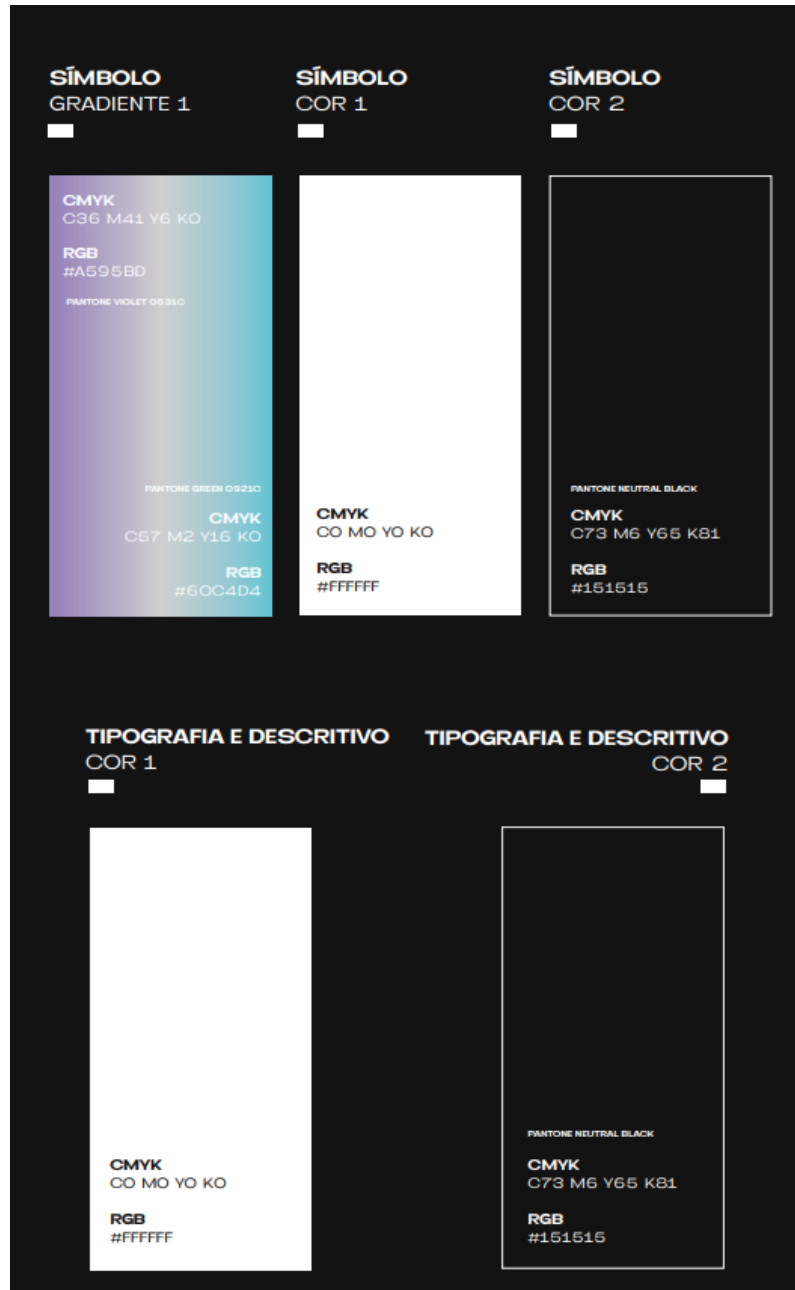 SÍMBOLO
GRADIENTE 1
SÍMBOLO
COR 1
SÍMBOLO
COR 2
CMYK
C36 M41 Y6 K0
RGB
#A595BD
PANTONE VIOLET 0631C
PANTONE GREEN 0921C
CMYK
C57 M2 Y16 K0
RGB
#60C4D4
CMYK
C0 M0 Y0 K0
RGB
#FFFFFF
PANTONE NEUTRAL BLACK
CMYK
C73 M6 Y65 K81
RGB
#151515
TIPOGRAFIA E DESCRITIVO
COR 1
TIPOGRAFIA E DESCRITIVO
COR 2
CMYK
C0 M0 Y0 K0
RGB
#FFFFFF
PANTONE NEUTRAL BLACK
CMYK
C73 M6 Y65 K81
RGB
#151515